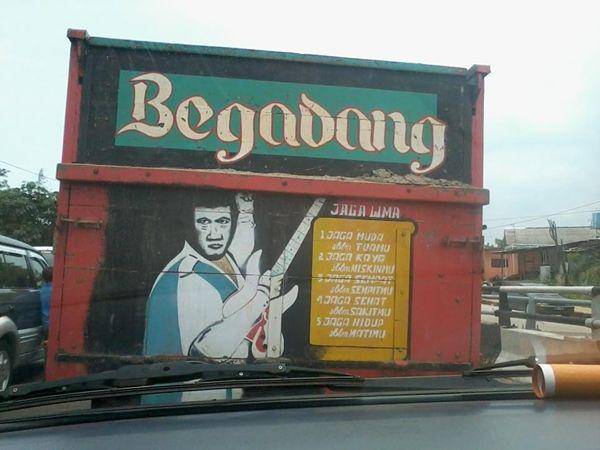 Begadang
JAGA LIMA
1 JAGA MUDA
sblm TUAMU
2 JAGA KAYA
sblm MISKINMU
3 JAGA SEMPAT
sblm SEMPITMU
4 JAGA SEHAT
sblm SAKITMU
5 JAGA HIDUP
sblm MATIMU